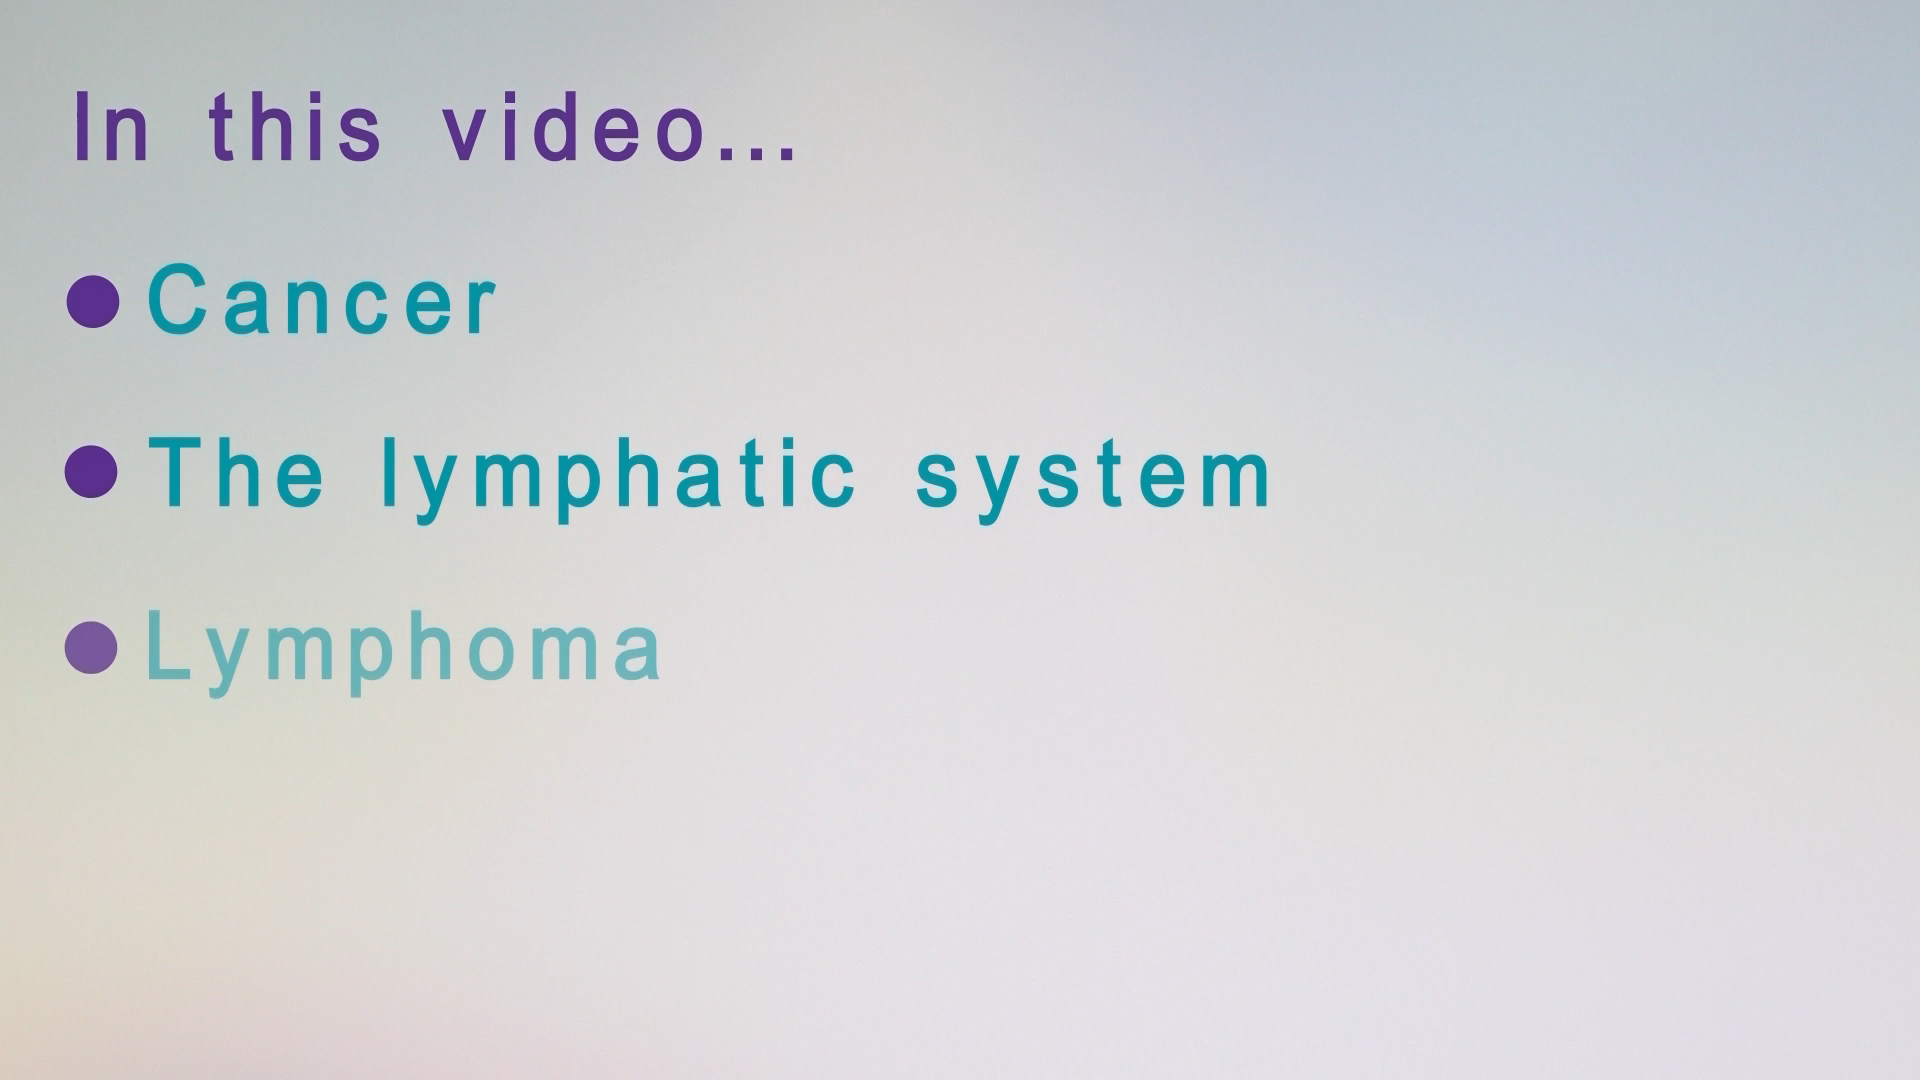 In this video...
● Cancer
● The lymphatic system
● Lymphoma